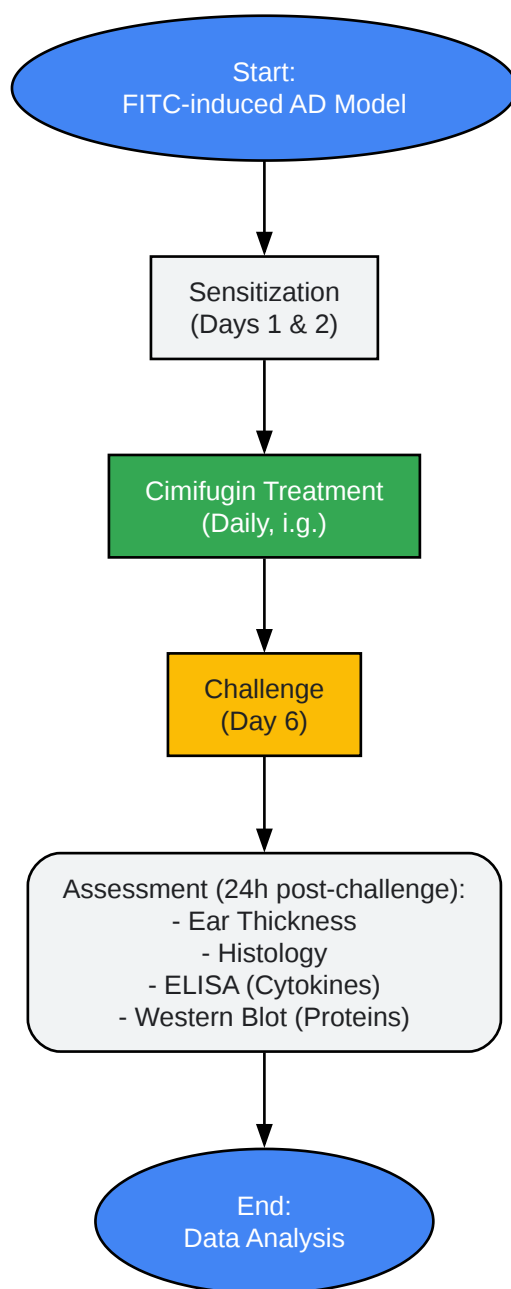 Start:
FITC-induced AD Model
Sensitization
(Days 1 & 2)
Cimifugin Treatment
(Daily, i.g.)
Challenge
(Day 6)
Assessment (24h post-challenge):
- Ear Thickness
- Histology
- ELISA (Cytokines)
- Western Blot (Proteins)
End:
Data Analysis